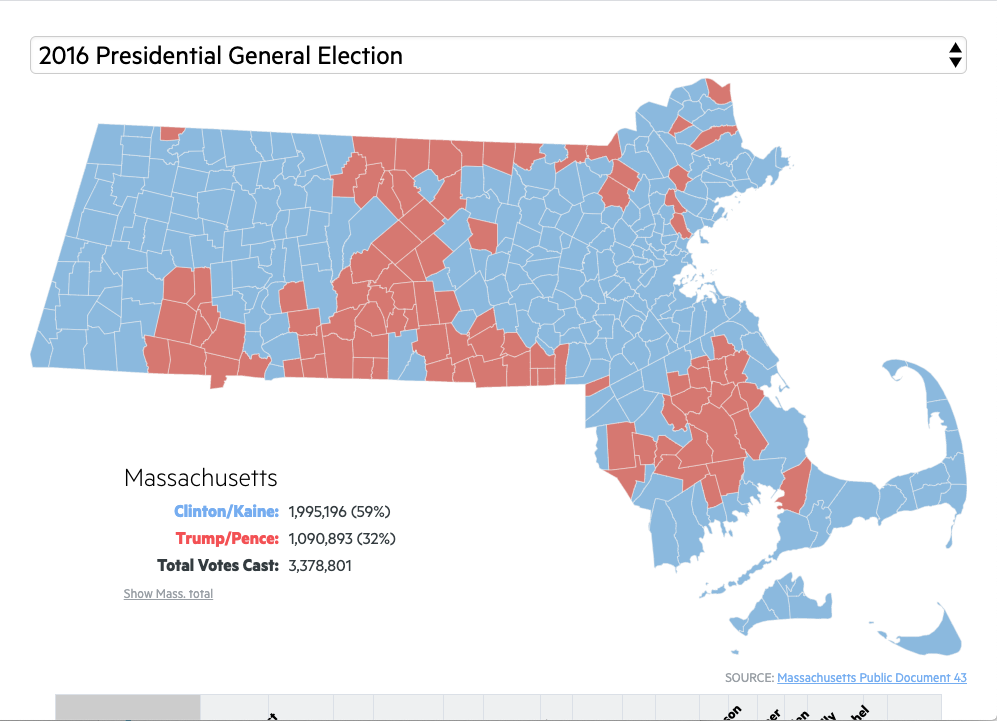 2016 Presidential General Election
Massachusetts
Clinton/Kaine: 1,995,196 (59%)
Trump/Pence: 1,090,893 (32%)
Total Votes Cast: 3,378,801
Show Mass. total
SOURCE: Massachusetts Public Document 43